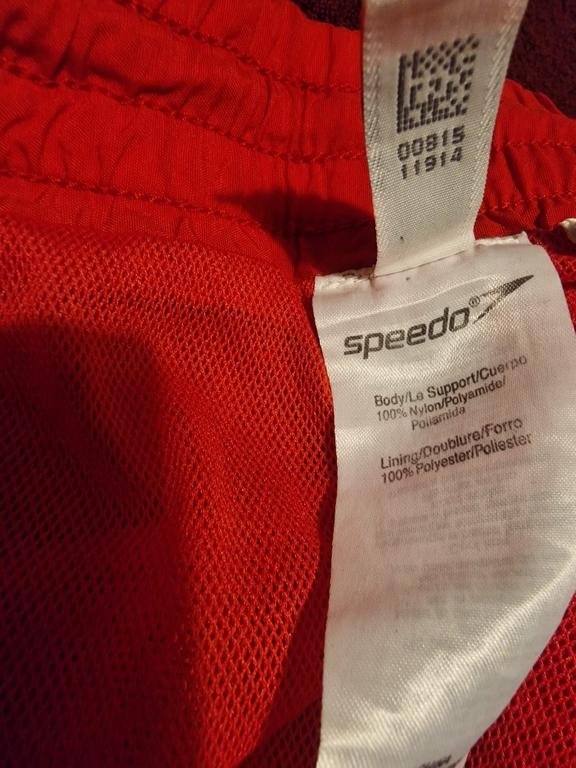 00815
11914
speedo®
Body/Le Support/Cuerpo
100% Nylon/Polyamide/
Poliamida
Lining/Doublure/Forro
100% Polyester/Poliester